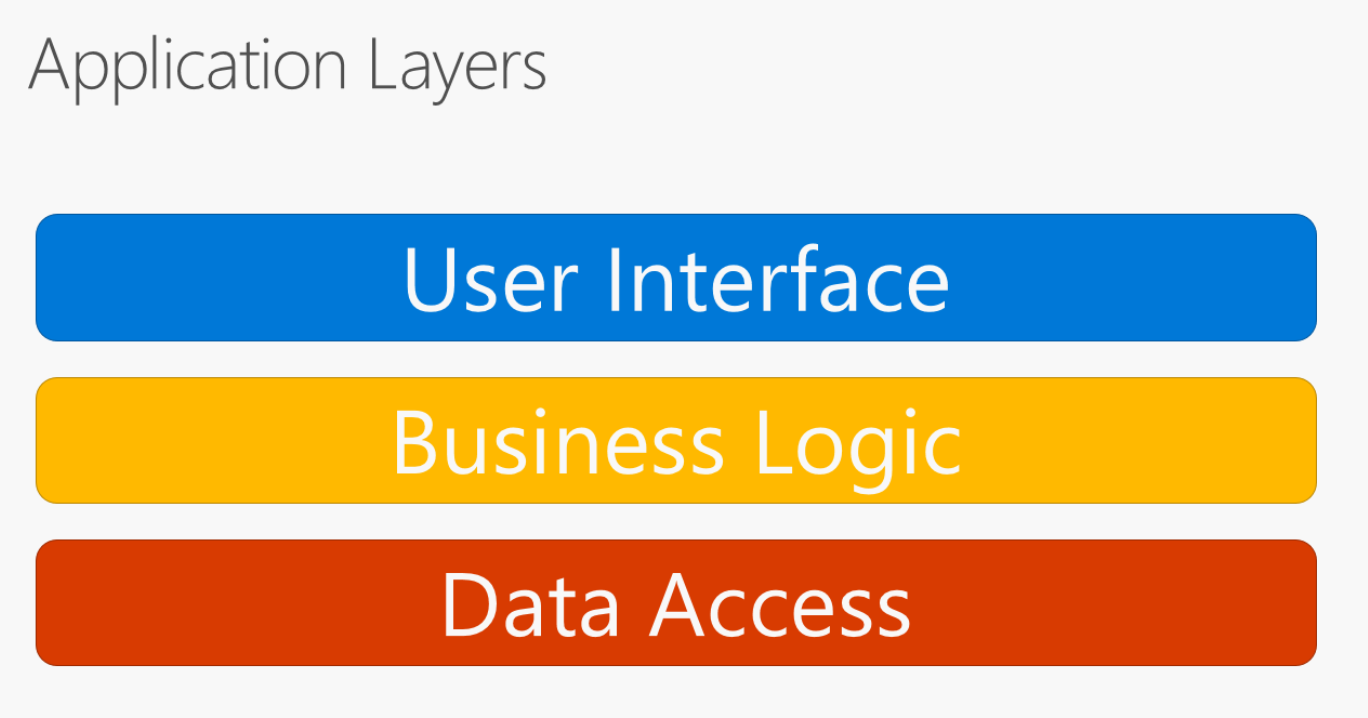 Application Layers
User Interface
Business Logic
Data Access